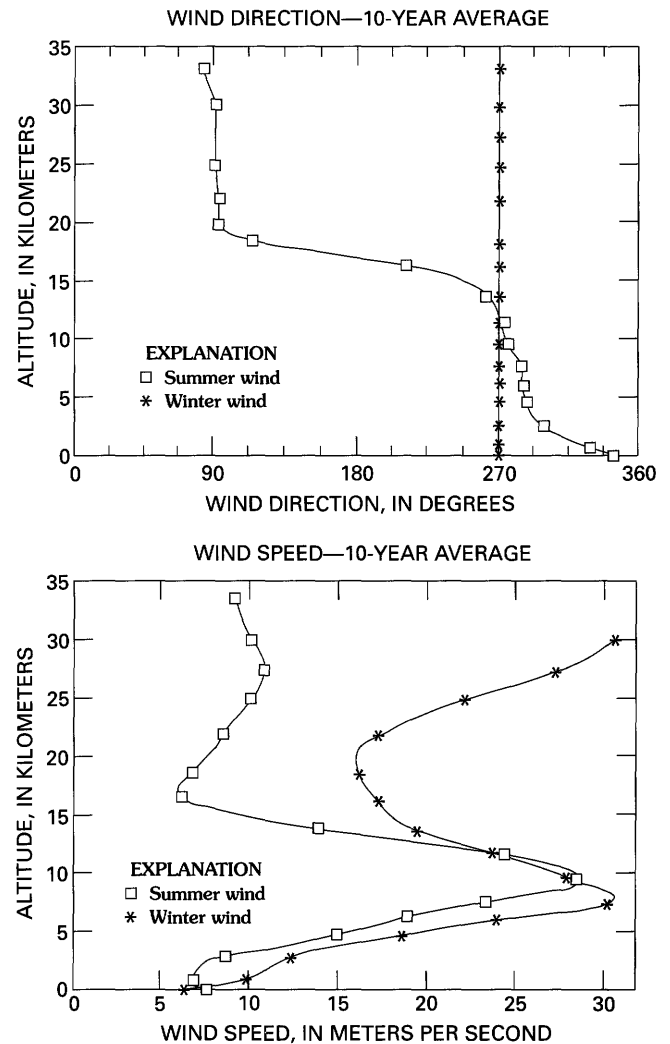 WIND DIRECTION—10-YEAR AVERAGE
35
30
25
20
15
10
5
0
ALTITUDE, IN KILOMETERS
EXPLANATION
Summer wind
Winter wind
0 90 180 270 360
WIND DIRECTION, IN DEGREES
WIND SPEED—10-YEAR AVERAGE
35
30
25
20
15
10
5
0
ALTITUDE, IN KILOMETERS
EXPLANATION
Summer wind
Winter wind
0 5 10 15 20 25 30
WIND SPEED, IN METERS PER SECOND